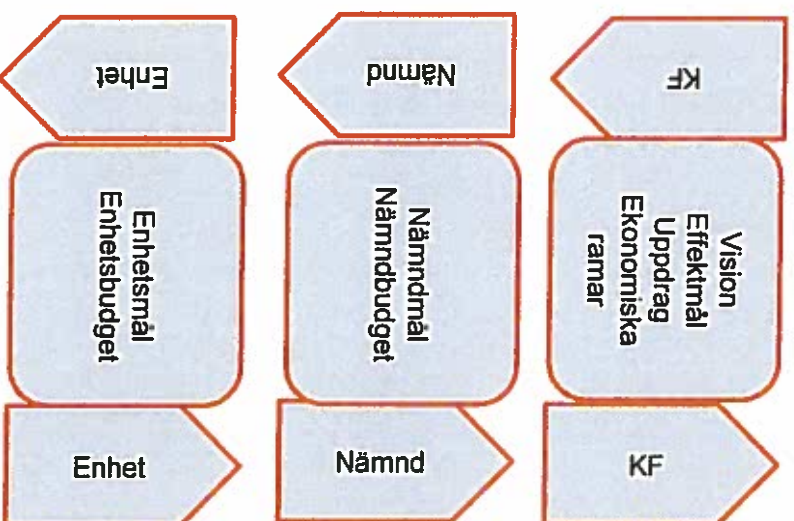 KF
Vision
Effektmål
Uppdrag
Ekonomiska
ramar
KF
Nämnd
Nämndmål
Nämndbudget
Nämnd
Enhet
Enhetsmål
Enhetsbudget
Enhet